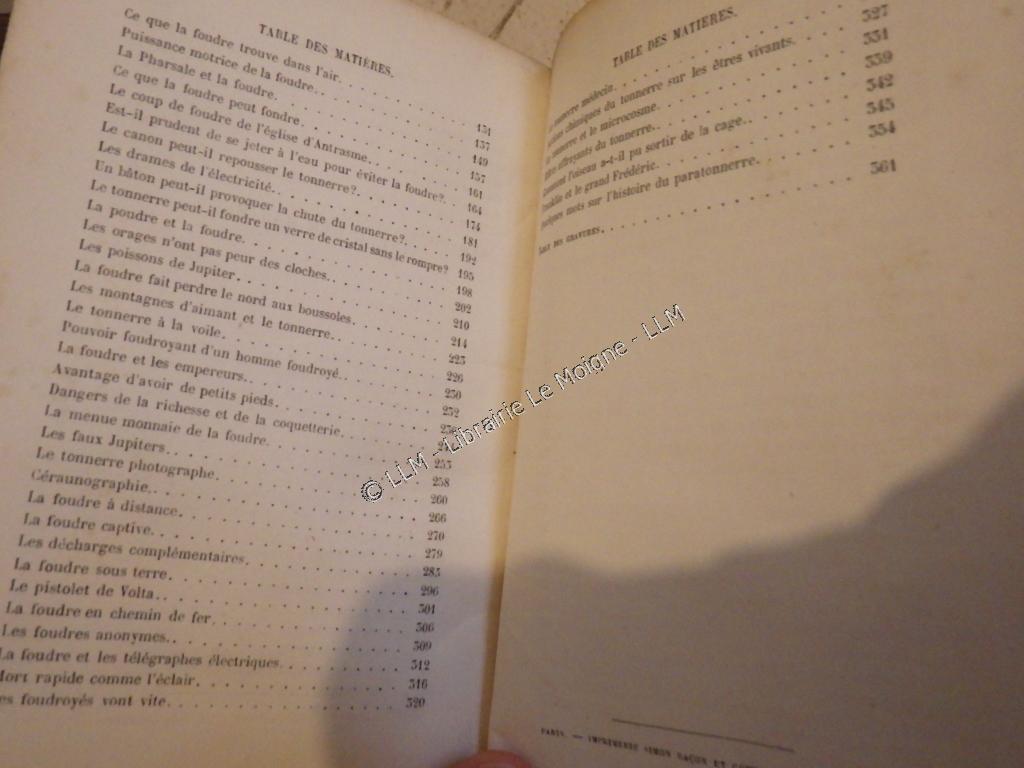 TABLE DES MATIÈRES.
Ce que la foudre trouve dans l'air. 131
Puissance motrice de la foudre. 137
La Pharsale et la foudre. 149
Ce que la foudre peut fondre. 157
Le coup de foudre de l'église d'Antrasme. 161
Est-il prudent de se jeter à l'eau pour éviter la foudre?. 164
Le canon peut-il repousser le tonnerre?. 174
Les drames de l'électricité. 181
Un bâton peut-il provoquer la chute du tonnerre?. 192
Le tonnerre peut-il fondre un verre de cristal sans le rompre? 195
La poudre et la foudre. 198
Les orages n'ont pas peur des cloches. 202
Les poissons de Jupiter. 210
La foudre fait perdre le nord aux boussoles. 214
Les montagnes d'aimant et le tonnerre. 223
Le tonnerre à la voile. 226
Pouvoir foudroyant d'un homme foudroyé. 230
La foudre et les empereurs. 232
Avantage d'avoir de petits pieds.
Dangers de la richesse et de la coquetterie.
La menue monnaie de la foudre. 253
Les faux Jupiters. 258
Le tonnerre photographe. 260
Céraunographie. 266
La foudre à distance. 270
La foudre captive. 279
Les décharges complémentaires. 285
La foudre sous terre. 296
Le pistolet de Volta. 301
La foudre en chemin de fer. 306
Les foudres anonymes. 309
La foudre et les télégraphes électriques. 312
Mort rapide comme l'éclair. 316
es foudroyés vont vite. 320
TABLE DES MATIÈRES.
tonnerre médecin. 327
chimiques du tonnerre sur les êtres vivants. 331
tonnerre et le microcosme. 339
effrayants du tonnerre. 342
Comment l'oiseau a-t-il pu sortir de la cage. 345
et le grand Frédéric. 354
mots sur l'histoire du paratonnerre. 361
DES GRAVURES.
PARIS. — IMPRIMERIE SIMON RAÇON ET
© LLM - Librairie Le Moigne - LLM